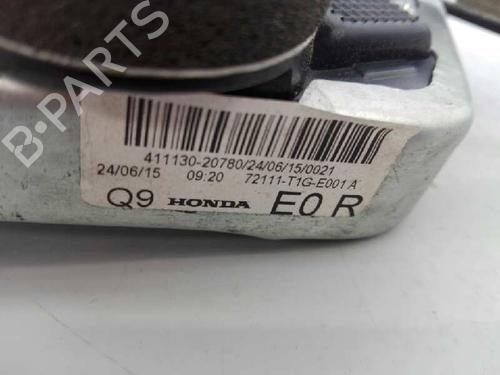 B-PARTS
411130-20780/24/06/15/0021
24/06/15 09:20 72111-T1G-E001 A
Q9 HONDA E0 R